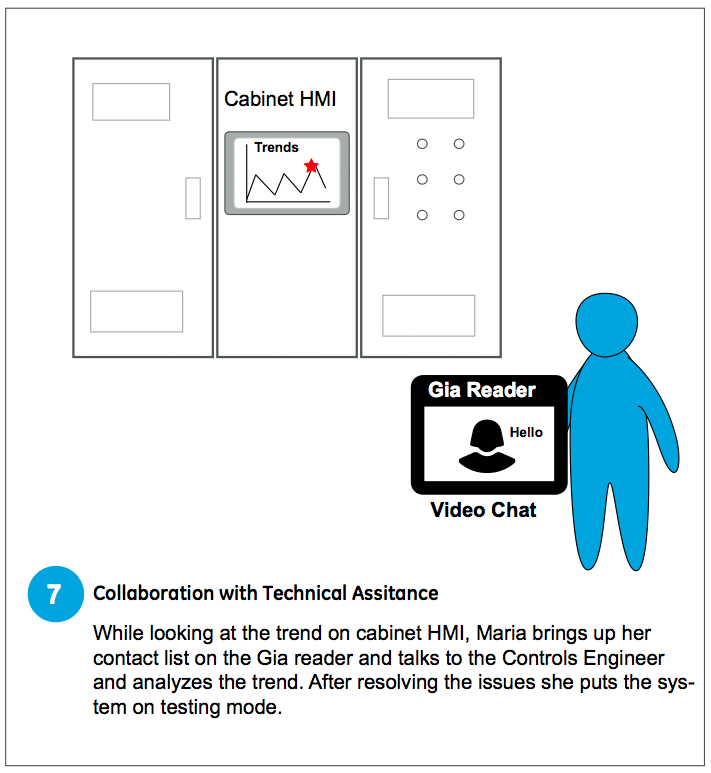 Cabinet HMI
Trends
Gia Reader
Hello
Video Chat
7
Collaboration with Technical Assitance
While looking at the trend on cabinet HMI, Maria brings up her
contact list on the Gia reader and talks to the Controls Engineer
and analyzes the trend. After resolving the issues she puts the sys-
tem on testing mode.